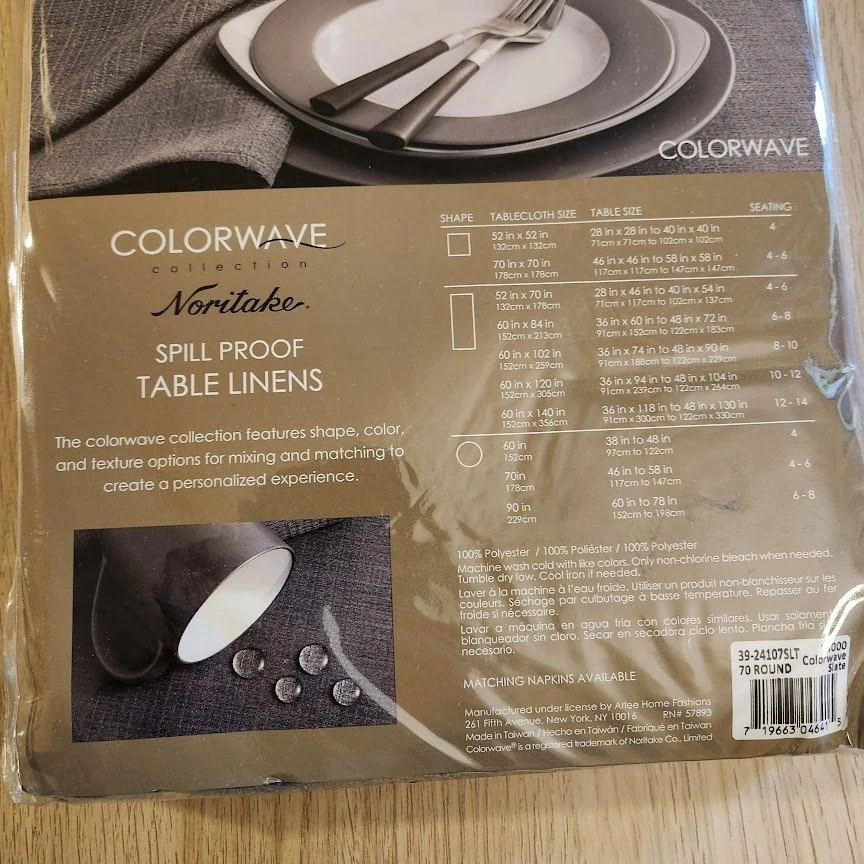 COLORWAVE
COLORWAVE
collection
Noritake®
SPILL PROOF
TABLE LINENS
The colorwave collection features shape, color,
and texture options for mixing and matching to
create a personalized experience.
SHAPE TABLECLOTH SIZE TABLE SIZE SEATING
52 in x 52 in 28 in x 28 in to 40 in x 40 in 4
132cm x 132cm 71cm x 71cm to 102cm x 102cm
70 in x 70 in 46 in x 46 in to 58 in x 58 in 4 - 6
178cm x 178cm 117cm x 117cm to 147cm x 147cm
52 in x 70 in 28 in x 46 in to 40 in x 54 in 4 - 6
132cm x 178cm 71cm x 117cm to 102cm x 137cm
60 in x 84 in 36 in x 60 in to 48 in x 72 in 6 - 8
152cm x 213cm 91cm x 152cm to 122cm x 183cm
60 in x 102 in 36 in x 74 in to 48 in x 90 in 8 - 10
152cm x 259cm 91cm x 188cm to 122cm x 229cm
60 in x 120 in 36 in x 94 in to 48 in x 104 in 10 - 12
152cm x 305cm 91cm x 239cm to 122cm x 264cm
60 in x 140 in 36 in x 118 in to 48 in x 130 in 12 - 14
152cm x 356cm 91cm x 300cm to 122cm x 330cm
60 in 38 in to 48 in 4
152cm 97cm to 122cm
70in 46 in to 58 in 4 - 6
178cm 117cm to 147cm
90 in 60 in to 78 in 6 - 8
229cm 152cm to 198cm
100% Polyester / 100% Poliéster / 100% Polyester
Machine wash cold with like colors. Only non-chlorine bleach when needed.
Tumble dry low. Cool iron if needed.
Laver à la machine à l'eau froide. Utiliser un produit non-blanchisseur sur les
couleurs. Séchage par culbutage à basse temperature. Repasser au fer
froide si nécessaire.
Lavar a máquina en agua fria con colores similares. Usar solament
blanqueador sin cloro. Secar en secadora ciclo lento. Plancha fria si
necesario.
MATCHING NAPKINS AVAILABLE
Manufactured under license by Arlee Home Fashions
261 Fifth Avenue, New York, NY 10016 RN# 57893
Made in Taiwan / Hecho en Taiwán / Fabriqué en Taiwan
Colorwave® is a registered trademark of Noritake Co., Limited
39-24107SLT 000
70 ROUND Colorwave
Slate
7 19663 0464 5